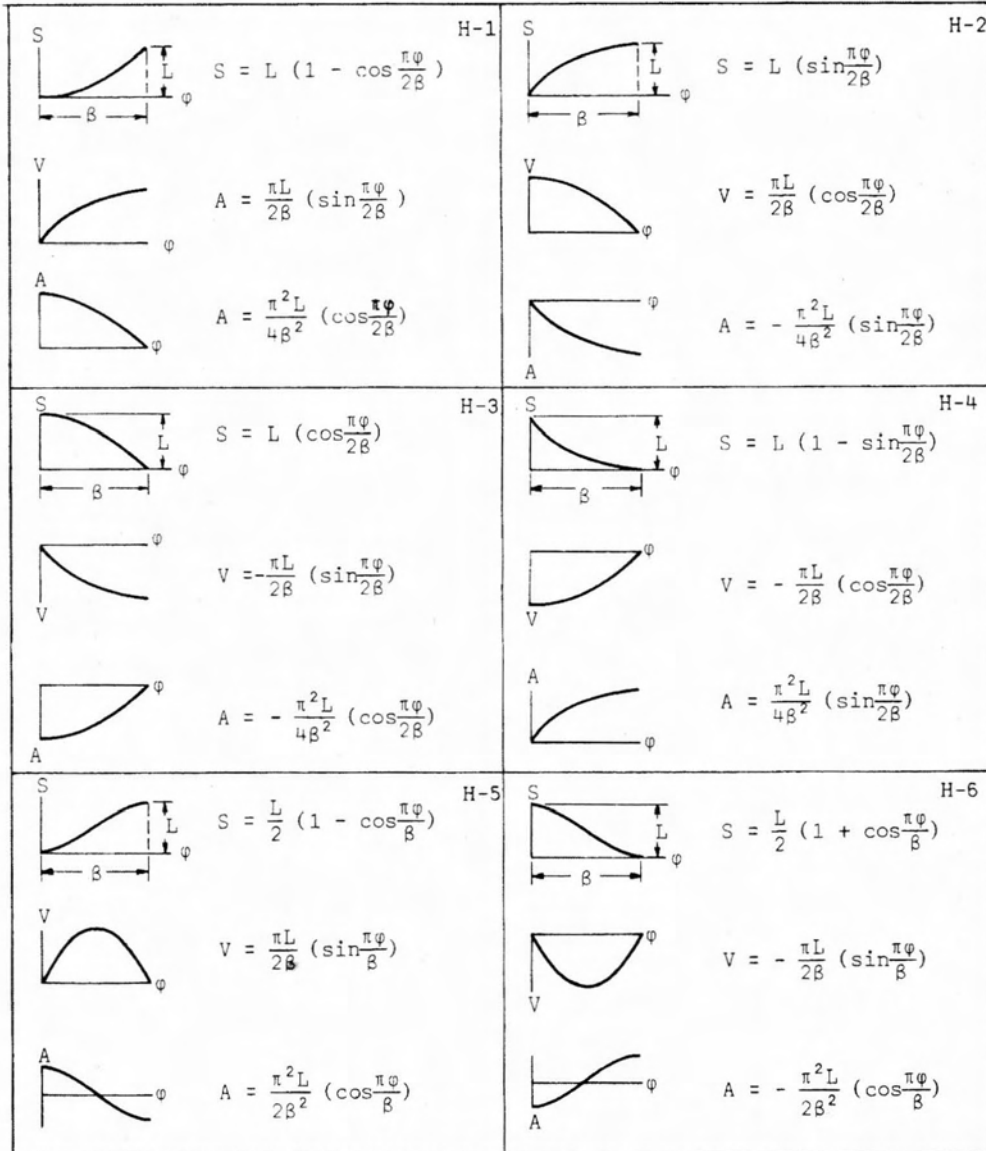 H-1
S
L
φ
β
S = L (1 - cos πφ/2β )
V
φ
A = πL/2β (sin πφ/2β )
A
φ
A = π²L/4β² (cos πφ/2β)
H-2
S
L
φ
β
S = L (sin πφ/2β)
V
φ
V = πL/2β (cos πφ/2β)
φ
A
A = - π²L/4β² (sin πφ/2β)
H-3
S
L
φ
β
S = L (cos πφ/2β)
φ
V
V =-πL/2β (sin πφ/2β)
φ
A
A = - π²L/4β² (cos πφ/2β)
H-4
S
L
φ
β
S = L (1 - sin πφ/2β)
φ
V
V = - πL/2β (cos πφ/2β)
A
φ
A = π²L/4β² (sin πφ/2β)
H-5
S
L
φ
β
S = L/2 (1 - cos πφ/β)
V
φ
V = πL/2β (sin πφ/β)
A
φ
A = π²L/2β² (cos πφ/β)
H-6
S
L
φ
β
S = L/2 (1 + cos πφ/β)
φ
V
V = - πL/2β (sin πφ/β)
φ
A
A = - π²L/2β² (cos πφ/β)